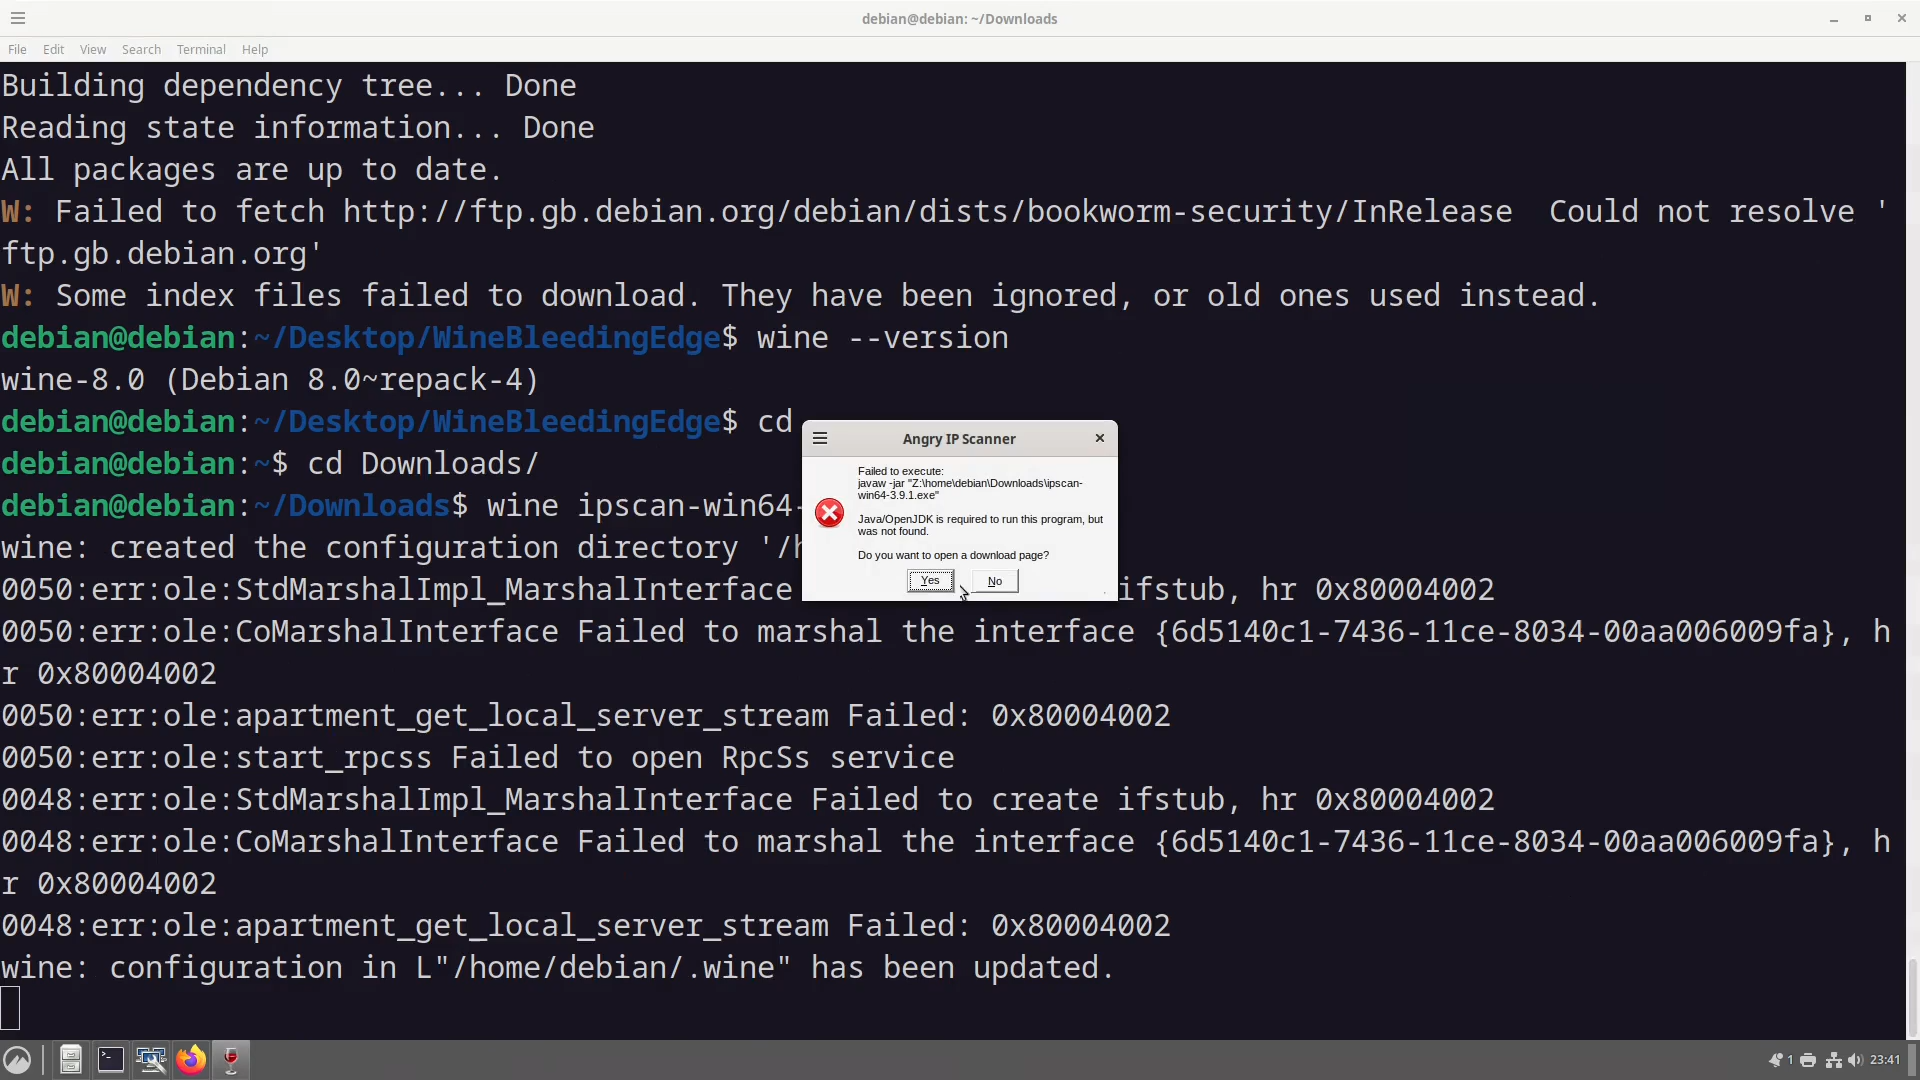 debian@debian: ~/Downloads
File Edit View Search Terminal Help
Building dependency tree... Done
Reading state information... Done
All packages are up to date.
W: Failed to fetch http://ftp.gb.debian.org/debian/dists/bookworm-security/InRelease  Could not resolve '
ftp.gb.debian.org'
W: Some index files failed to download. They have been ignored, or old ones used instead.
debian@debian:~/Desktop/WineBleedingEdge$ wine --version
wine-8.0 (Debian 8.0~repack-4)
debian@debian:~/Desktop/WineBleedingEdge$ cd
debian@debian:~$ cd Downloads/
debian@debian:~/Downloads$ wine ipscan-win64-
wine: created the configuration directory '/h
0050:err:ole:StdMarshalImpl_MarshalInterface ifstub, hr 0x80004002
0050:err:ole:CoMarshalInterface Failed to marshal the interface {6d5140c1-7436-11ce-8034-00aa006009fa}, h
r 0x80004002
0050:err:ole:apartment_get_local_server_stream Failed: 0x80004002
0050:err:ole:start_rpcss Failed to open RpcSs service
0048:err:ole:StdMarshalImpl_MarshalInterface Failed to create ifstub, hr 0x80004002
0048:err:ole:CoMarshalInterface Failed to marshal the interface {6d5140c1-7436-11ce-8034-00aa006009fa}, h
r 0x80004002
0048:err:ole:apartment_get_local_server_stream Failed: 0x80004002
wine: configuration in L"/home/debian/.wine" has been updated.
Angry IP Scanner
Failed to execute:
javaw -jar "Z:\home\debian\Downloads\ipscan-
win64-3.9.1.exe"
Java/OpenJDK is required to run this program, but
was not found.
Do you want to open a download page?
Yes No
1 23:41